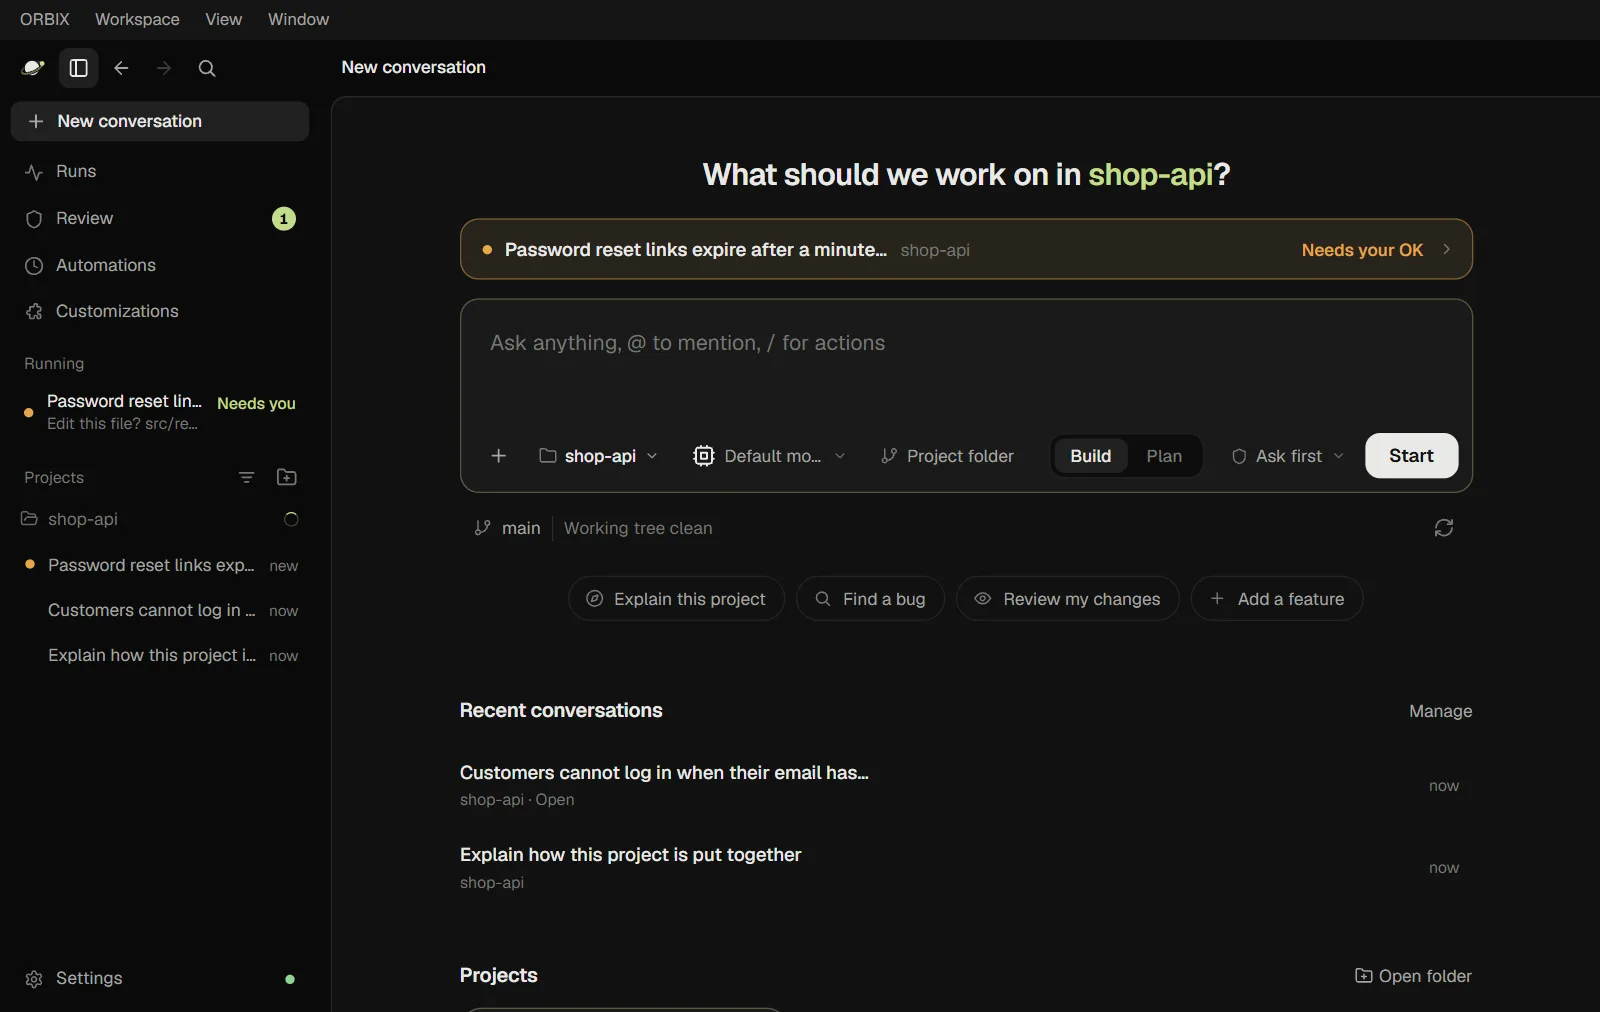 ORBIX Workspace View Window
New conversation
New conversation
Runs
Review 1
Automations
Customizations
Running
Password reset lin... Needs you
Edit this file? src/re...
Projects
shop-api
Password reset links exp... new
Customers cannot log in ... now
Explain how this project i... now
Settings
What should we work on in shop-api?
Password reset links expire after a minute... shop-api Needs your OK
Ask anything, @ to mention, / for actions
shop-api Default mo... Project folder Build Plan Ask first Start
main Working tree clean
Explain this project Find a bug Review my changes Add a feature
Recent conversations Manage
Customers cannot log in when their email has...
shop-api · Open now
Explain how this project is put together
shop-api now
Projects Open folder